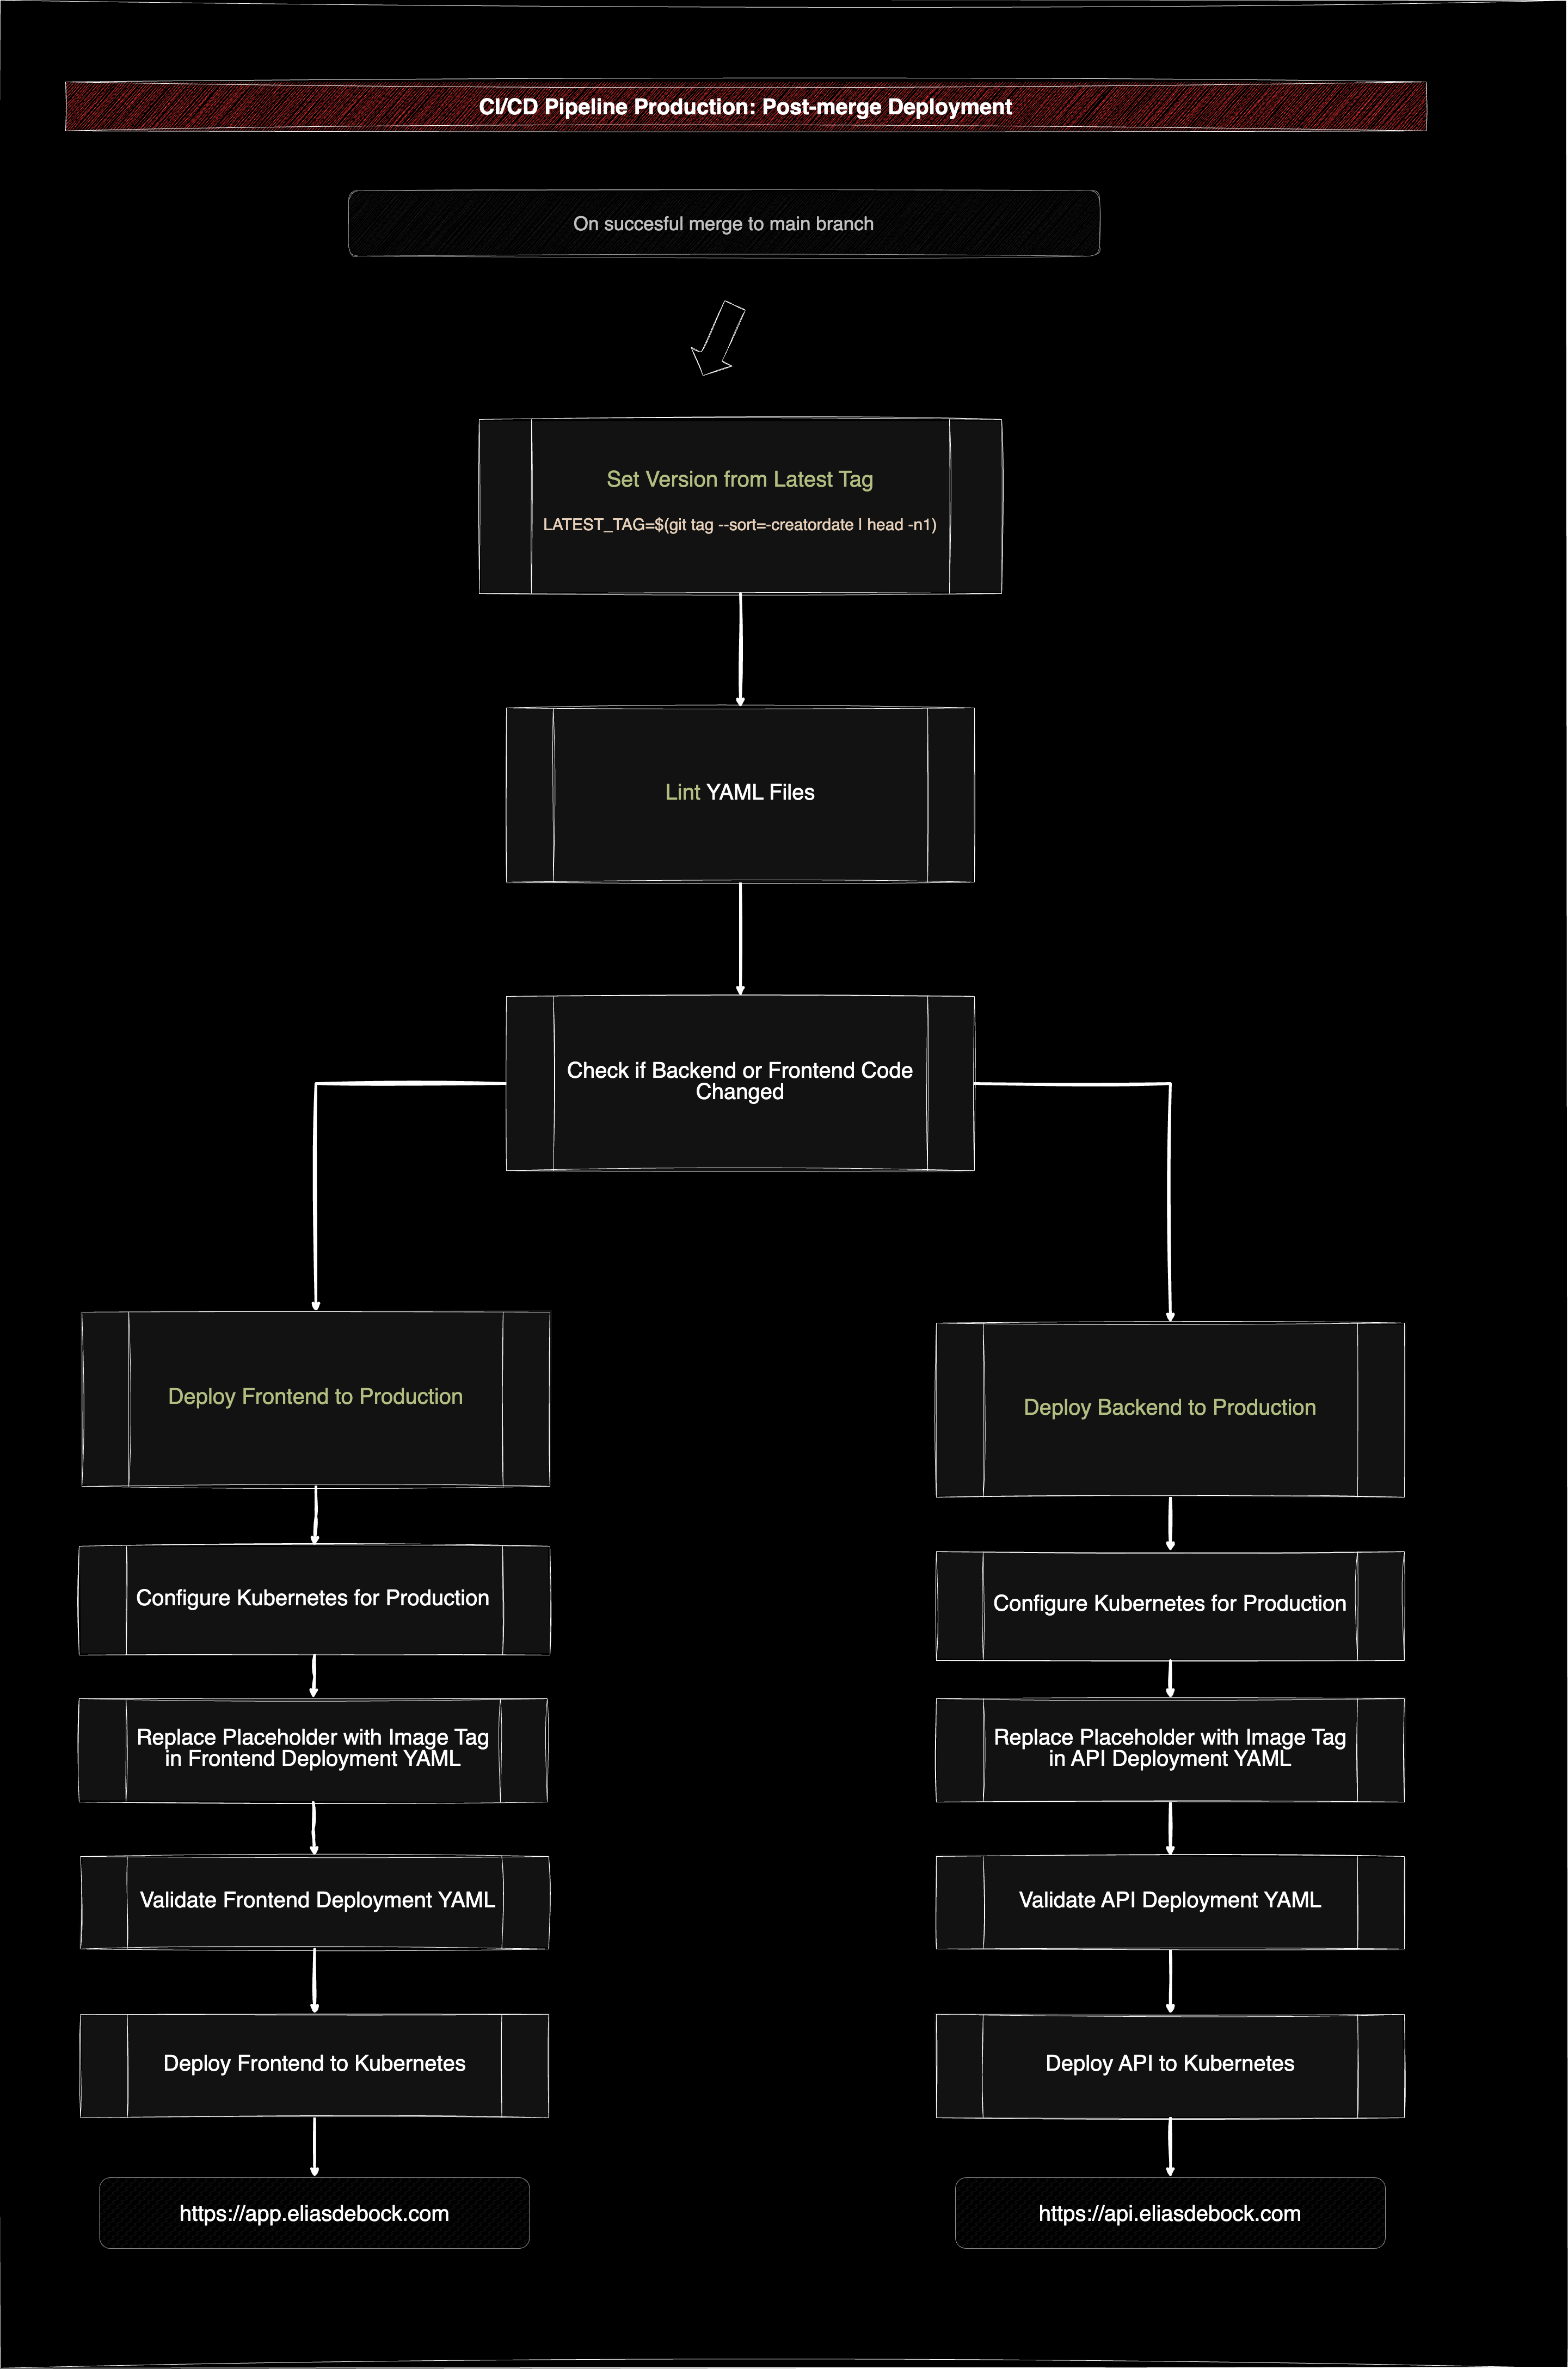 CI/CD Pipeline Production: Post-merge Deployment
On succesful merge to main branch
Set Version from Latest Tag
LATEST_TAG=$(git tag --sort=-creatordate | head -n1)
Lint YAML Files
Check if Backend or Frontend Code
Changed
Deploy Frontend to Production
Configure Kubernetes for Production
Replace Placeholder with Image Tag
in Frontend Deployment YAML
Validate Frontend Deployment YAML
Deploy Frontend to Kubernetes
https://app.eliasdebock.com
Deploy Backend to Production
Configure Kubernetes for Production
Replace Placeholder with Image Tag
in API Deployment YAML
Validate API Deployment YAML
Deploy API to Kubernetes
https://api.eliasdebock.com